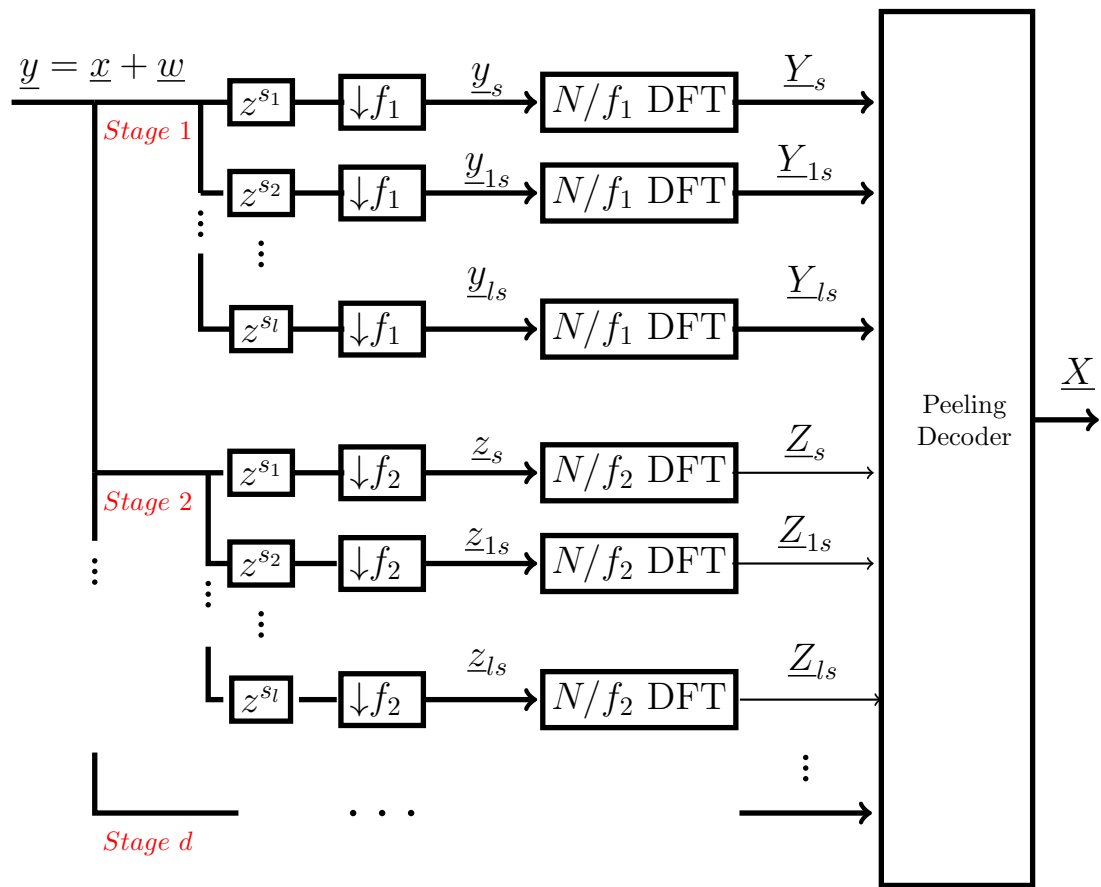 y = x + w
Stage 1
z^{s_1} ↓f_1 y_s N/f_1 DFT Y_s
z^{s_2} ↓f_1 y_{1s} N/f_1 DFT Y_{1s}
z^{s_l} ↓f_1 y_{ls} N/f_1 DFT Y_{ls}
Peeling
Decoder
X
Stage 2
z^{s_1} ↓f_2 z_s N/f_2 DFT Z_s
z^{s_2} ↓f_2 z_{1s} N/f_2 DFT Z_{1s}
z^{s_l} ↓f_2 z_{ls} N/f_2 DFT Z_{ls}
Stage d
. . .